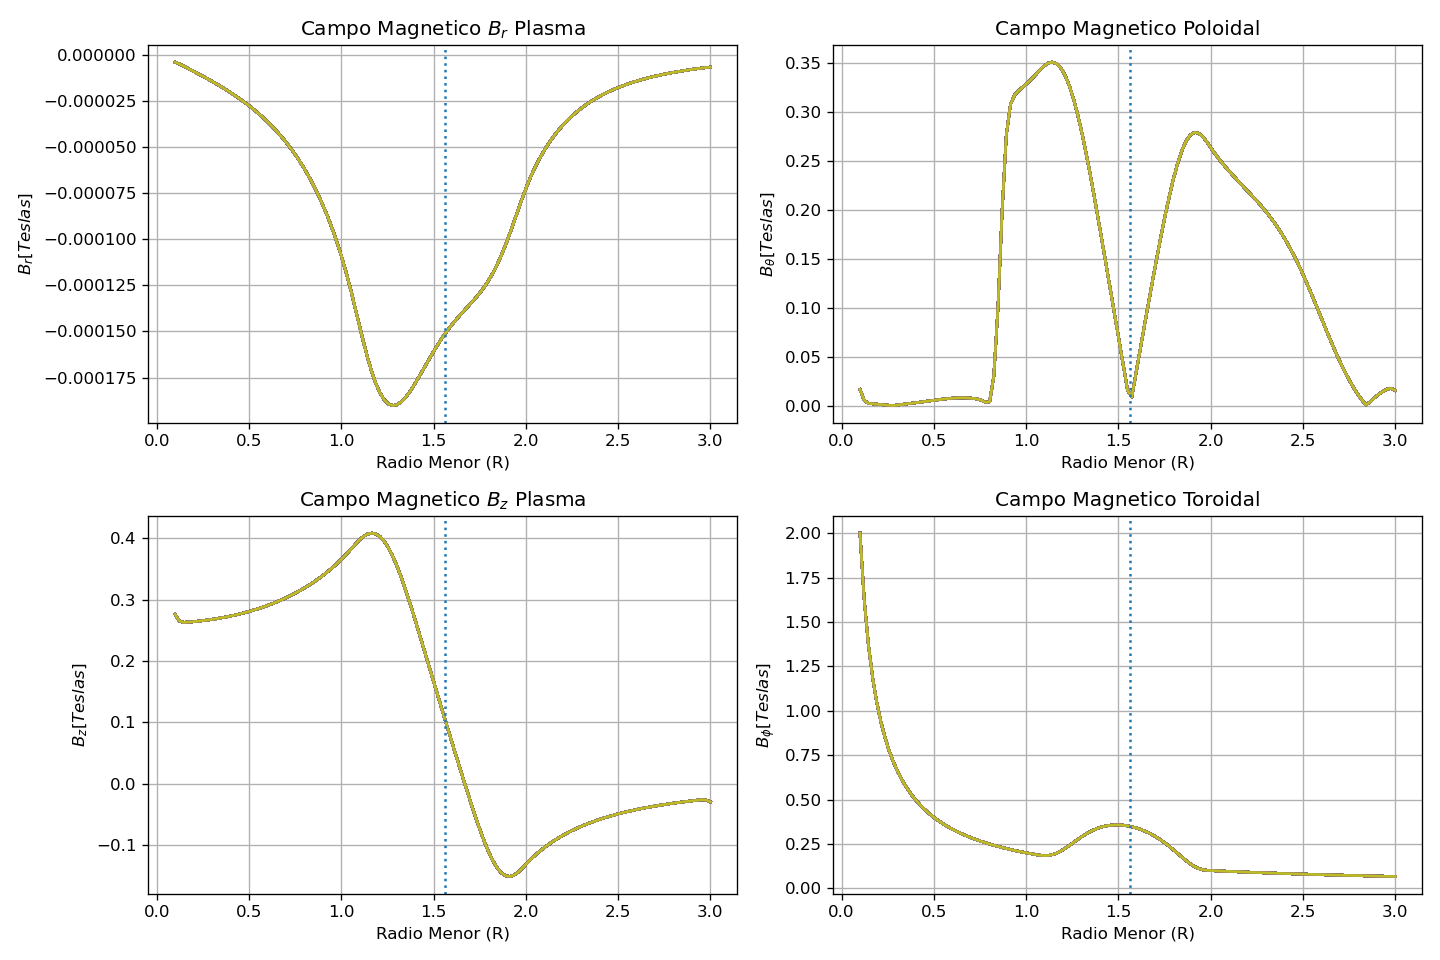 Campo Magnetico B_r Plasma
0.000000
−0.000025
−0.000050
−0.000075
−0.000100
−0.000125
−0.000150
−0.000175
B_r[Teslas]
0.0 0.5 1.0 1.5 2.0 2.5 3.0
Radio Menor (R)
Campo Magnetico Poloidal
0.35
0.30
0.25
0.20
0.15
0.10
0.05
0.00
B_θ[Teslas]
0.0 0.5 1.0 1.5 2.0 2.5 3.0
Radio Menor (R)
Campo Magnetico B_z Plasma
0.4
0.3
0.2
0.1
0.0
−0.1
B_z[Teslas]
0.0 0.5 1.0 1.5 2.0 2.5 3.0
Radio Menor (R)
Campo Magnetico Toroidal
2.00
1.75
1.50
1.25
1.00
0.75
0.50
0.25
0.00
B_ϕ[Teslas]
0.0 0.5 1.0 1.5 2.0 2.5 3.0
Radio Menor (R)